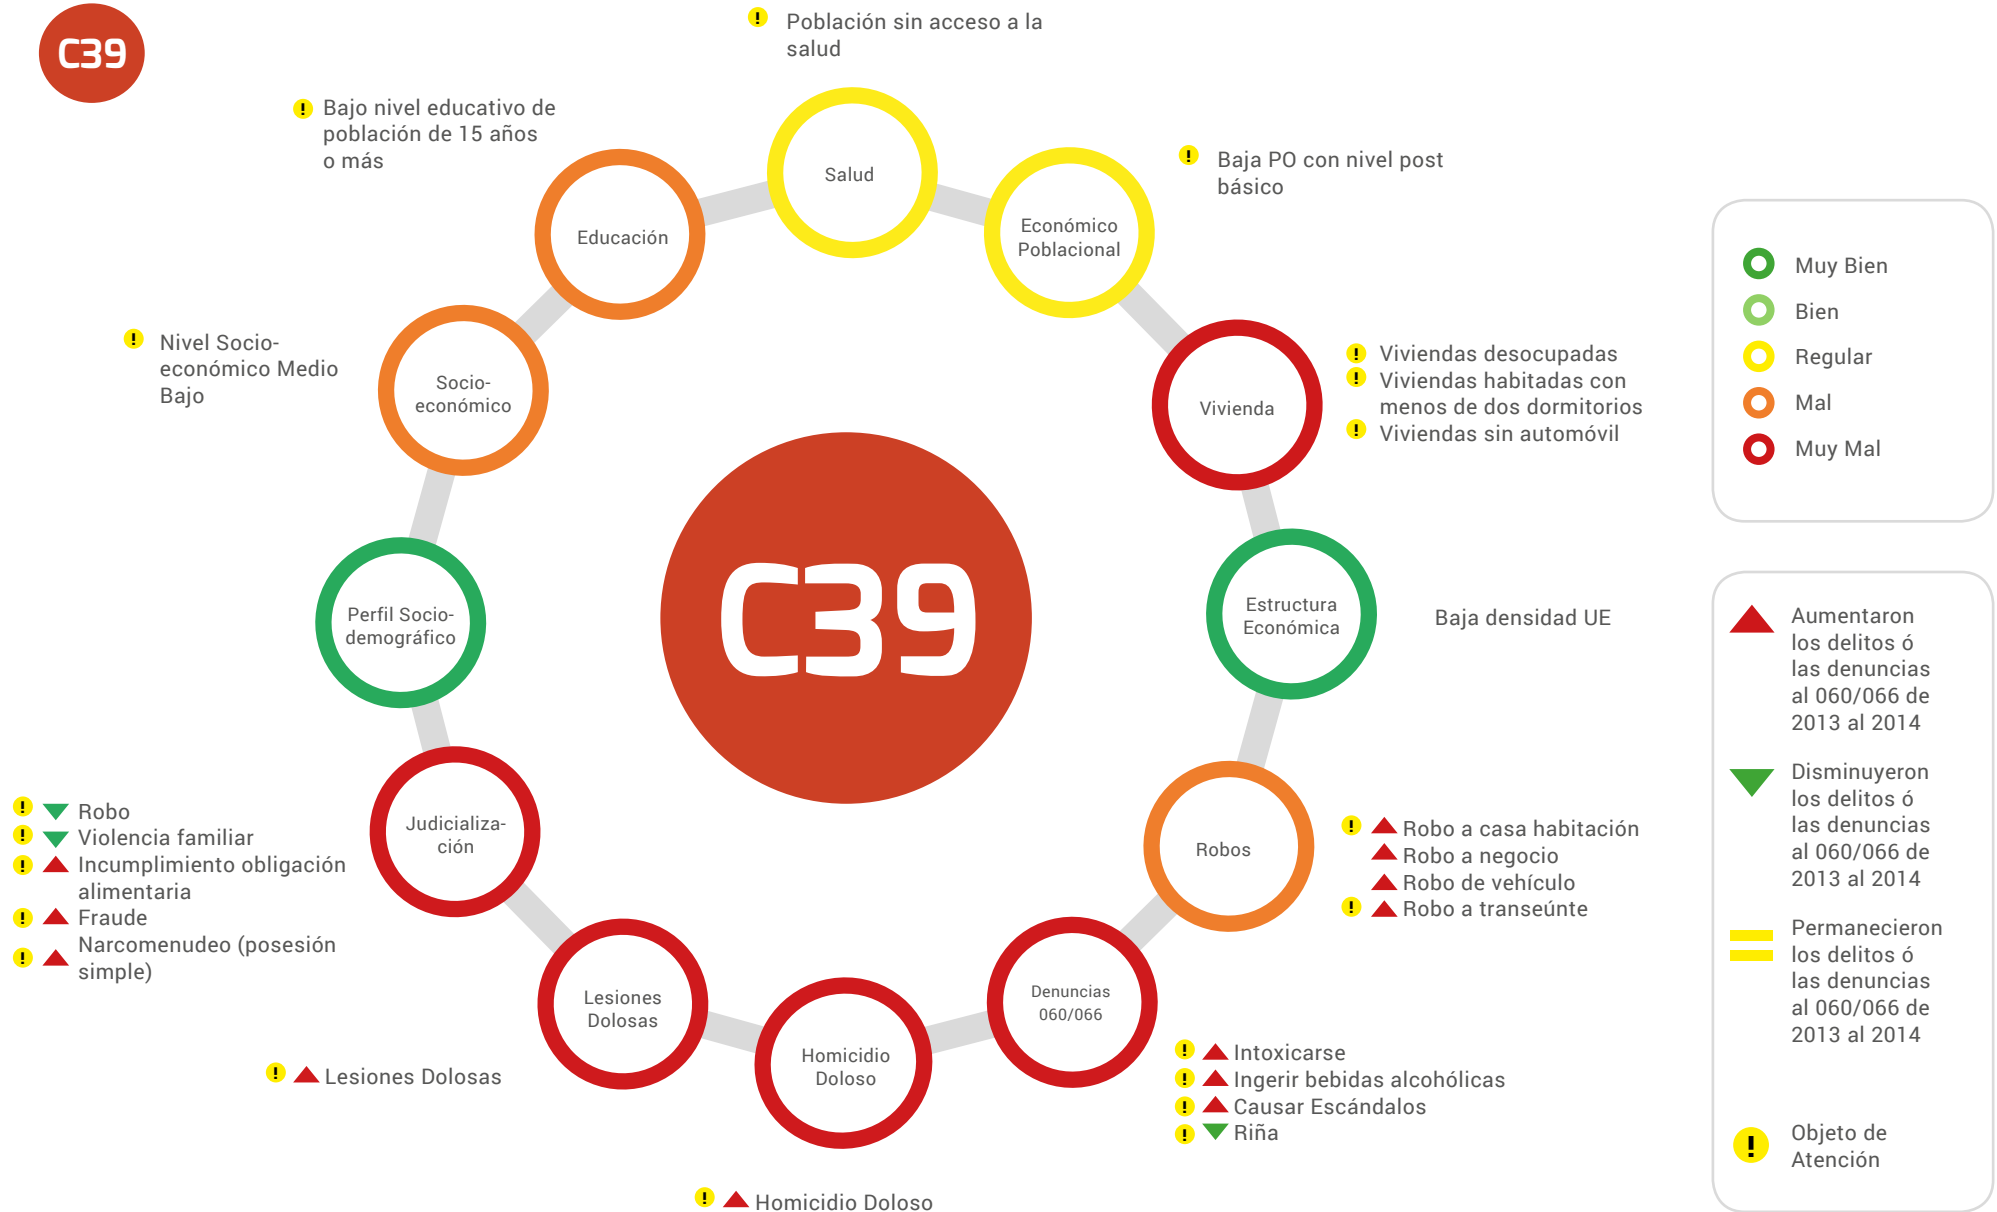 C39
! Población sin acceso a la
salud
! Bajo nivel educativo de
población de 15 años
o más
! Baja PO con nivel post
básico
! Nivel Socio-
económico Medio
Bajo
Salud
Educación
Económico
Poblacional
Socio-
económico
Vivienda
! Viviendas desocupadas
! Viviendas habitadas con
menos de dos dormitorios
! Viviendas sin automóvil
C39
Perfil Socio-
demográfico
Estructura
Económica
Baja densidad UE
Judicializa-
ción
Robos
! Robo
! Violencia familiar
! Incumplimiento obligación
alimentaria
! Fraude
! Narcomenudeo (posesión
simple)
! Robo a casa habitación
Robo a negocio
Robo de vehículo
! Robo a transeúnte
Lesiones
Dolosas
Homicidio
Doloso
Denuncias
060/066
! Lesiones Dolosas
! Homicidio Doloso
! Intoxicarse
! Ingerir bebidas alcohólicas
! Causar Escándalos
! Riña
Muy Bien
Bien
Regular
Mal
Muy Mal
Aumentaron
los delitos ó
las denuncias
al 060/066 de
2013 al 2014
Disminuyeron
los delitos ó
las denuncias
al 060/066 de
2013 al 2014
Permanecieron
los delitos ó
las denuncias
al 060/066 de
2013 al 2014
! Objeto de
Atención